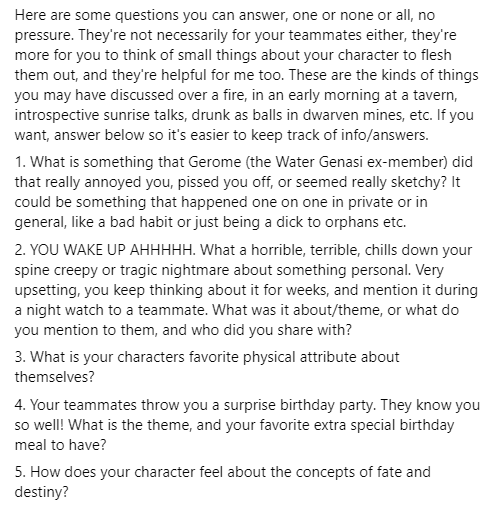 Here are some questions you can answer, one or none or all, no
pressure. They're not necessarily for your teammates either, they're
more for you to think of small things about your character to flesh
them out, and they're helpful for me too. These are the kinds of things
you may have discussed over a fire, in an early morning at a tavern,
introspective sunrise talks, drunk as balls in dwarven mines, etc. If you
want, answer below so it's easier to keep track of info/answers.
1. What is something that Gerome (the Water Genasi ex-member) did
that really annoyed you, pissed you off, or seemed really sketchy? It
could be something that happened one on one in private or in
general, like a bad habit or just being a dick to orphans etc.
2. YOU WAKE UP AHHHHH. What a horrible, terrible, chills down your
spine creepy or tragic nightmare about something personal. Very
upsetting, you keep thinking about it for weeks, and mention it during
a night watch to a teammate. What was it about/theme, or what do
you mention to them, and who did you share with?
3. What is your characters favorite physical attribute about
themselves?
4. Your teammates throw you a surprise birthday party. They know you
so well! What is the theme, and your favorite extra special birthday
meal to have?
5. How does your character feel about the concepts of fate and
destiny?